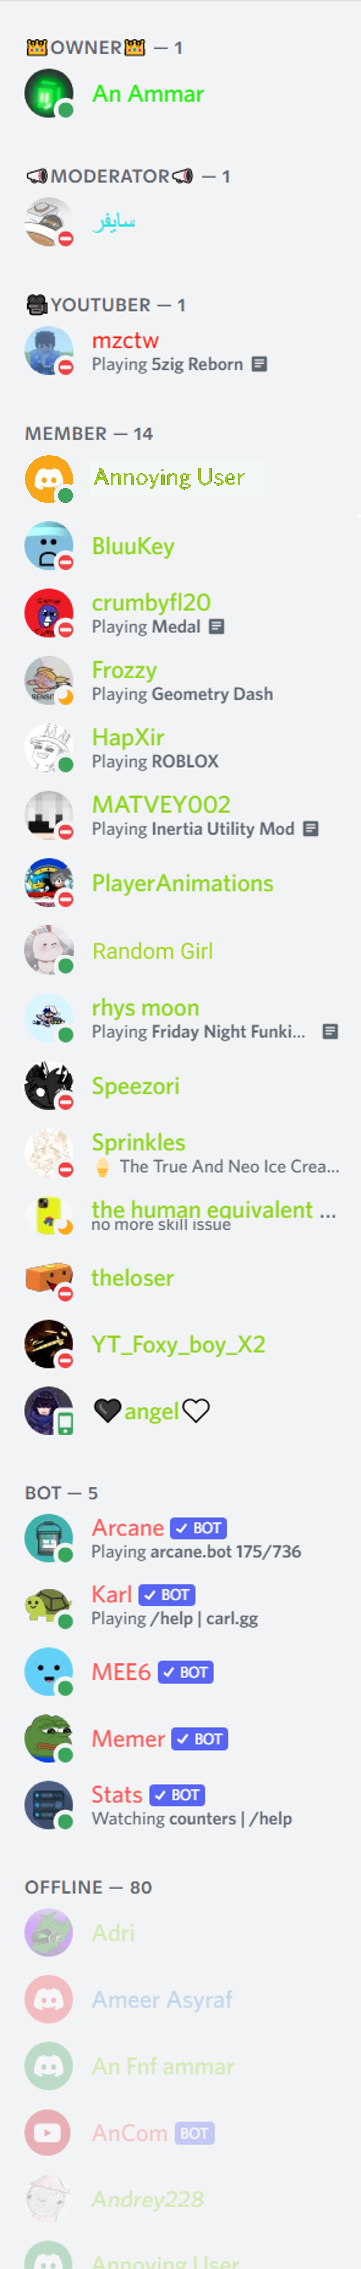 OWNER — 1
An Ammar
MODERATOR — 1
سايفر
YOUTUBER — 1
mzctw
Playing 5zig Reborn
MEMBER — 14
Annoying User
BluuKey
crumbyfl20
Playing Medal
Frozzy
Playing Geometry Dash
HapXir
Playing ROBLOX
MATVEY002
Playing Inertia Utility Mod
PlayerAnimations
Random Girl
rhys moon
Playing Friday Night Funki...
Speezori
Sprinkles
The True And Neo Ice Crea...
the human equivalent ...
no more skill issue
theloser
YT_Foxy_boy_X2
🖤angel🤍
BOT — 5
Arcane ✓ BOT
Playing arcane.bot 175/736
Karl ✓ BOT
Playing /help | carl.gg
MEE6 ✓ BOT
Memer ✓ BOT
Stats ✓ BOT
Watching counters | /help
OFFLINE — 80
Adri
Ameer Asyraf
An Fnf ammar
AnCom BOT
Andrey228
Annoying User